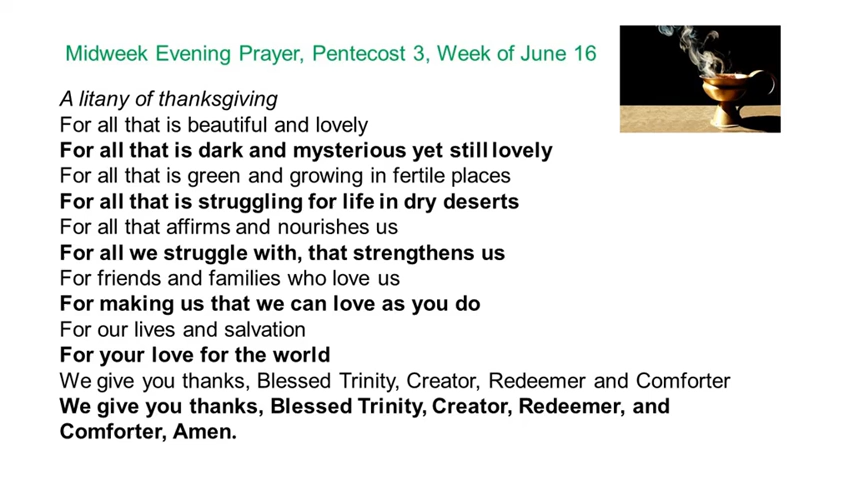 Midweek Evening Prayer, Pentecost 3, Week of June 16
A litany of thanksgiving
For all that is beautiful and lovely
For all that is dark and mysterious yet still lovely
For all that is green and growing in fertile places
For all that is struggling for life in dry deserts
For all that affirms and nourishes us
For all we struggle with, that strengthens us
For friends and families who love us
For making us that we can love as you do
For our lives and salvation
For your love for the world
We give you thanks, Blessed Trinity, Creator, Redeemer and Comforter
We give you thanks, Blessed Trinity, Creator, Redeemer, and
Comforter, Amen.